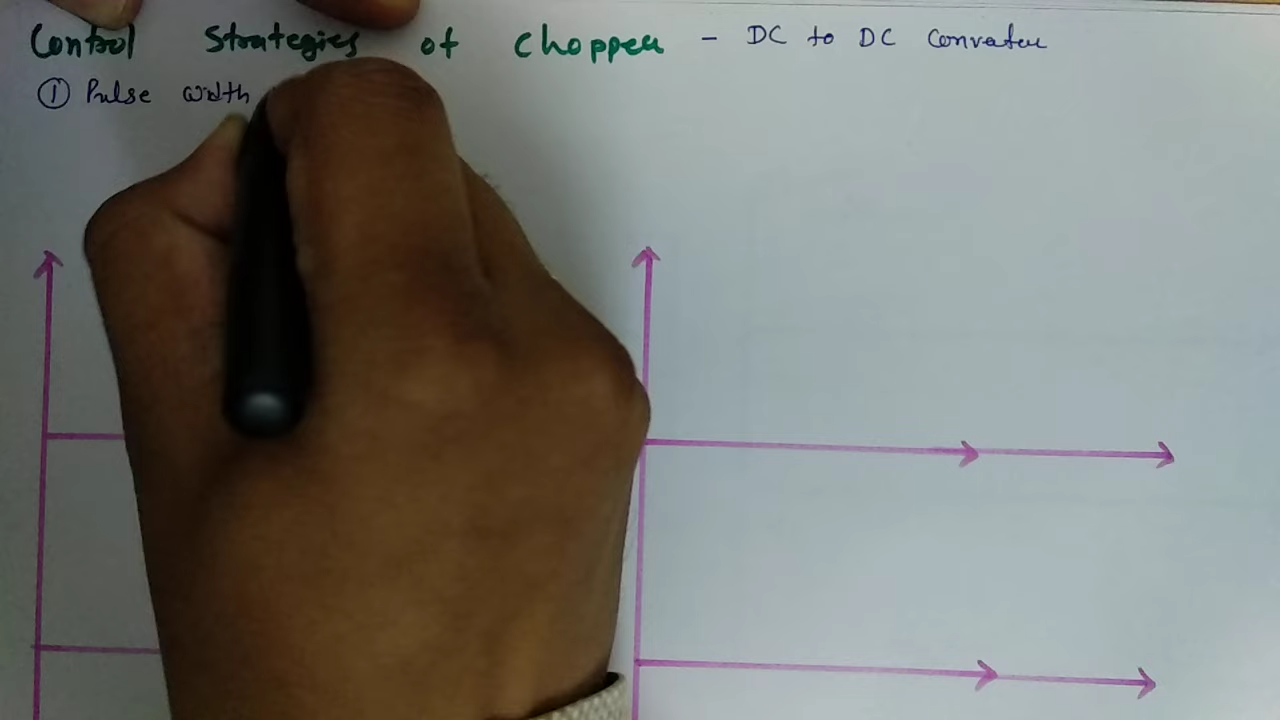 Control Strategies of Chopper - DC to DC Converter
① Pulse width